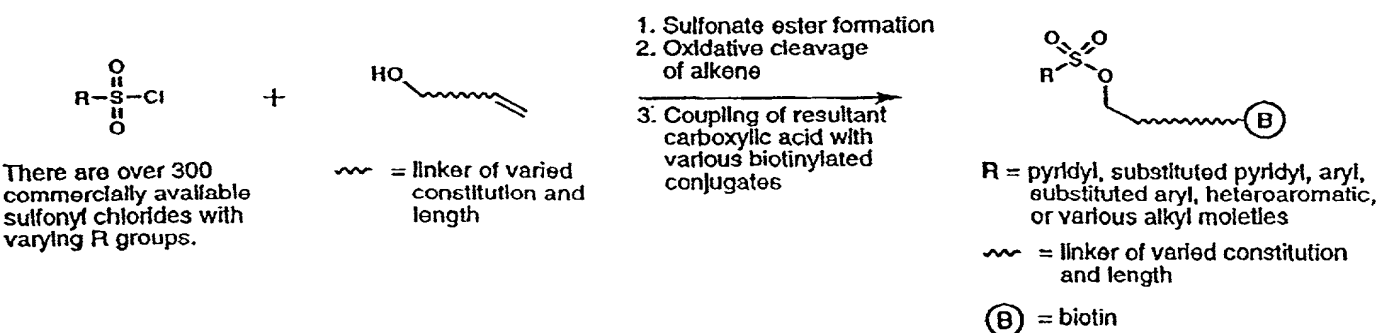 O
R–S–Cl
O
There are over 300
commercially available
sulfonyl chlorides with
varying R groups.
+
HO
= linker of varied
constitution and
length
1. Sulfonate ester formation
2. Oxidative cleavage
of alkene
3. Coupling of resultant
carboxylic acid with
various biotinylated
conjugates
O O
R S O
B
R = pyridyl, substituted pyridyl, aryl,
substituted aryl, heteroaromatic,
or various alkyl moieties
= linker of varied constitution
and length
B = biotin